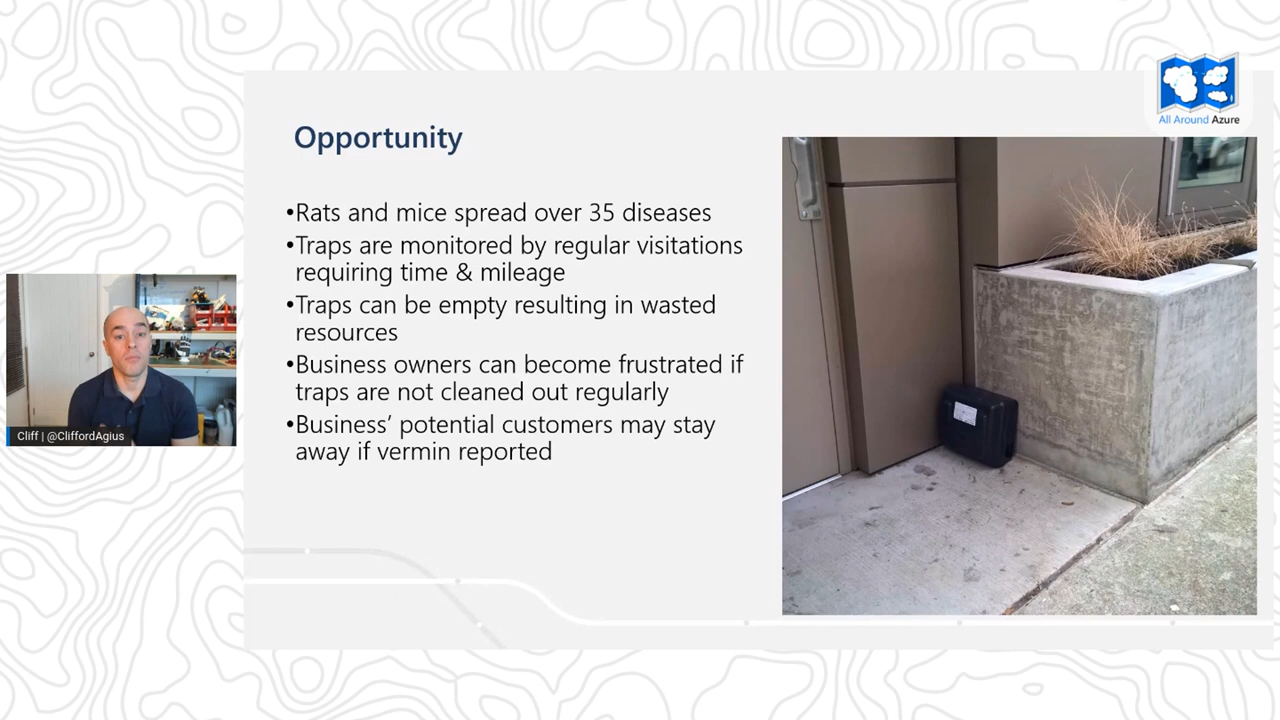 All Around Azure
Opportunity
•Rats and mice spread over 35 diseases
•Traps are monitored by regular visitations
requiring time & mileage
•Traps can be empty resulting in wasted
resources
•Business owners can become frustrated if
traps are not cleaned out regularly
•Business’ potential customers may stay
away if vermin reported
Cliff | @CliffordAgius